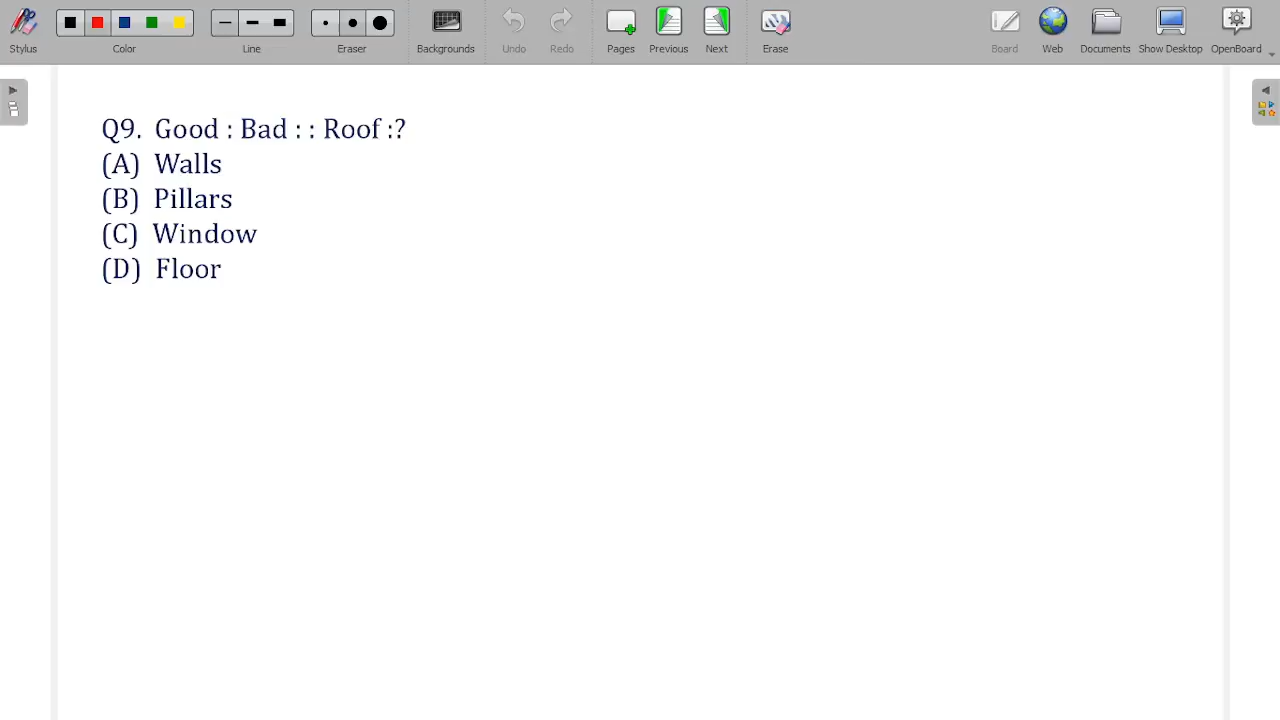 Stylus Color Line Eraser Backgrounds Undo Redo Pages Previous Next Erase Board Web Documents Show Desktop OpenBoard
Q9. Good : Bad : : Roof :?
(A) Walls
(B) Pillars
(C) Window
(D) Floor